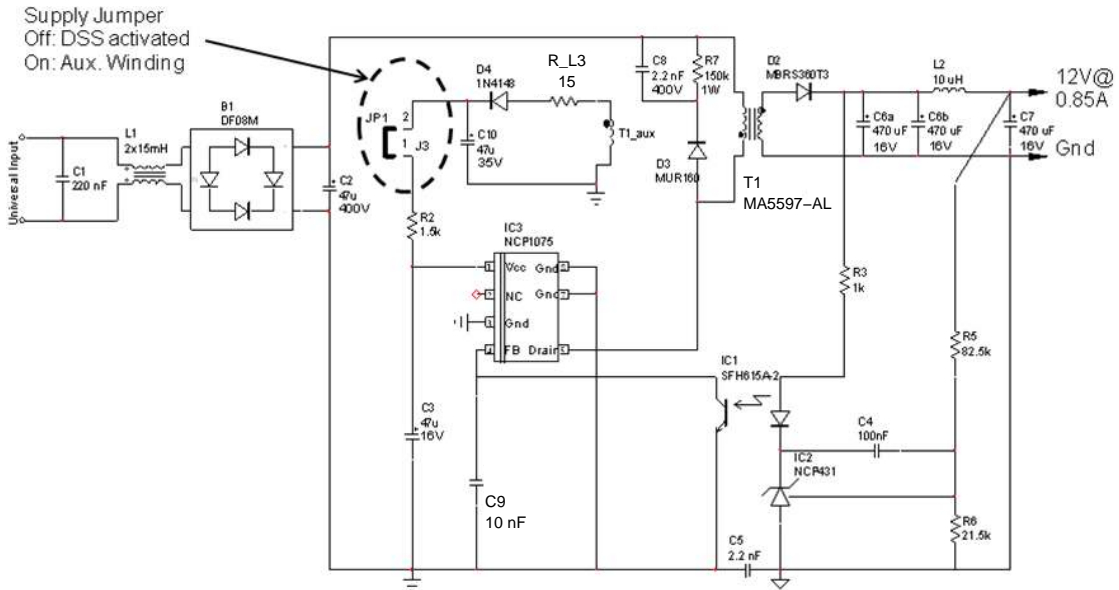 Supply Jumper
Off: DSS activated
On: Aux. Winding
Universal Input
C1
220 nF
L1
2x15mH
B1
DF08M
C2
47u
400V
JP1
2
1
J3
D4
1N4148
R_L3
15
C10
47u
35V
T1_aux
C8
2.2 nF
400V
R7
150k
1W
D3
MUR160
T1
MA5597-AL
D2
MBRS360T3
L2
10 uH
12V@
0.85A
C6a
470 uF
16V
C6b
470 uF
16V
C7
470 uF
16V
Gnd
R2
1.5k
IC3
NCP1075
1 Vcc Gnd
NC Gnd
3 Gnd
4 FB Drain 5
R3
1k
R5
82.5k
IC1
SFH615A-2
C3
47u
16V
C4
100nF
IC2
NCP431
C9
10 nF
R6
21.5k
C5
2.2 nF